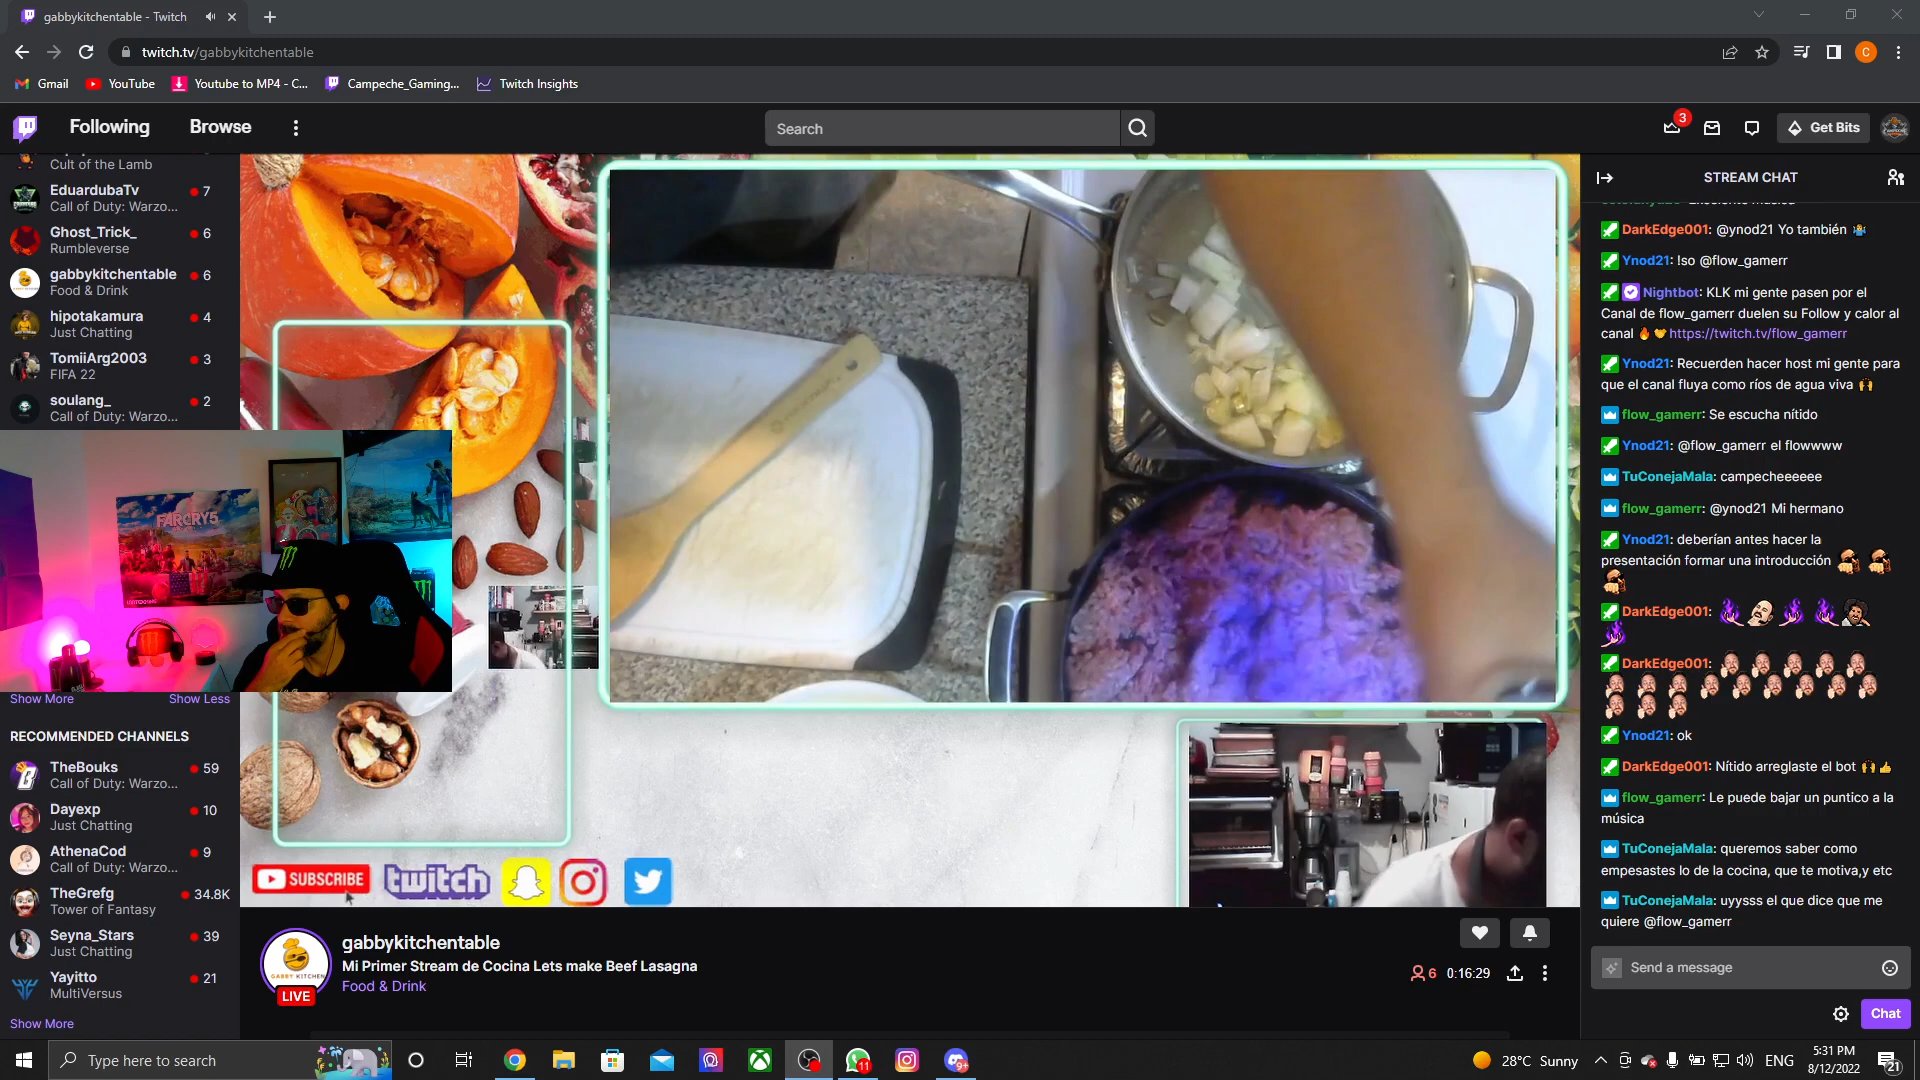 gabbykitchentable - Twitch
twitch.tv/gabbykitchentable
C
Gmail
YouTube
Youtube to MP4 - C...
Campeche_Gaming...
Twitch Insights
Following
Browse
Search
3
Get Bits
Cult of the Lamb
EduardubaTv 7
Call of Duty: Warzo...
Ghost_Trick_ 6
Rumbleverse
gabbykitchentable 6
Food & Drink
hipotakamura 4
Just Chatting
TomiiArg2003 3
FIFA 22
soulang_ 2
Call of Duty: Warzo...
FARCRY5
Show More Show Less
RECOMMENDED CHANNELS
TheBouks 59
Call of Duty: Warzo...
Dayexp 10
Just Chatting
AthenaCod 9
Call of Duty: Warzo...
TheGrefg 34.8K
Tower of Fantasy
Seyna_Stars 39
Just Chatting
Yayitto 21
MultiVersus
Show More
SUBSCRIBE
twitch
GABBY KITCHEN
LIVE
gabbykitchentable
Mi Primer Stream de Cocina Lets make Beef Lasagna
Food & Drink
6 0:16:29
STREAM CHAT
DarkEdge001: @ynod21 Yo también
Ynod21: !so @flow_gamerr
Nightbot: KLK mi gente pasen por el
Canal de flow_gamerr duelen su Follow y calor al
canal https://twitch.tv/flow_gamerr
Ynod21: Recuerden hacer host mi gente para
que el canal fluya como ríos de agua viva
flow_gamerr: Se escucha nítido
Ynod21: @flow_gamerr el flowwww
TuConejaMala: campecheeeeee
flow_gamerr: @ynod21 Mi hermano
Ynod21: deberían antes hacer la
presentación formar una introducción
DarkEdge001:
DarkEdge001:
Ynod21: ok
DarkEdge001: Nítido arreglaste el bot
flow_gamerr: Le puede bajar un puntico a la
música
TuConejaMala: queremos saber como
empesastes lo de la cocina, que te motiva,y etc
TuConejaMala: uyysss el que dice que me
quiere @flow_gamerr
Send a message
Chat
Type here to search
11
9+
28°C Sunny
ENG
5:31 PM
8/12/2022
21